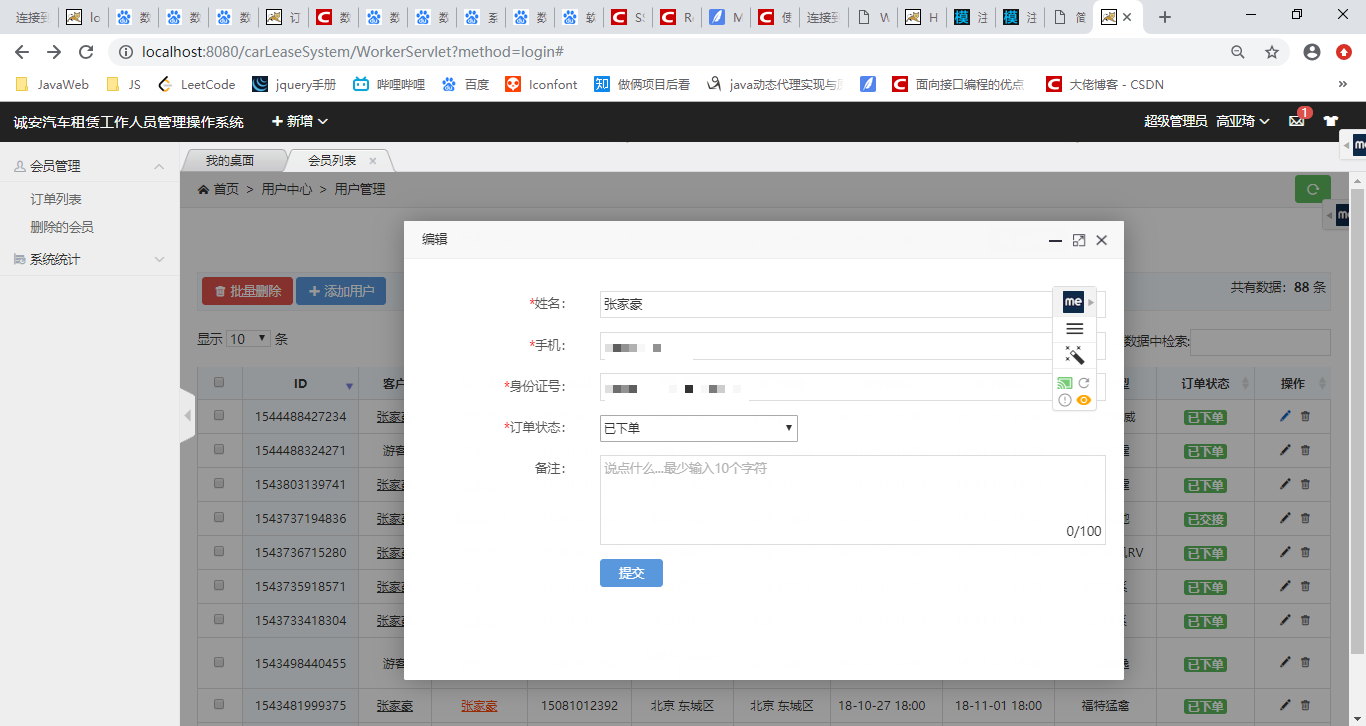 连接到 lo 数 数 数 订 数 数 数 系 数 软 SS R M 使 连接到 W H 注 注 简
localhost:8080/carLeaseSystem/WorkerServlet?method=login#
JavaWeb JS LeetCode jquery手册 哔哩哔哩 百度 Iconfont 做俩项目后看 java动态代理实现与 面向接口编程的优点 大佬博客 - CSDN »
诚安汽车租赁工作人员管理操作系统 新增 超级管理员 高亚琦 1
会员管理 我的桌面 会员列表
首页 > 用户中心 > 用户管理
订单列表
删除的会员
系统统计
编辑
批量删除 添加用户 共有数据：88 条
*姓名： 张家豪 me
显示 10 条 数据中检索:
*手机：
ID 客户 型 订单状态 操作
*身份证号：
1544488427234 张家豪 威 已下单
*订单状态： 已下单
1544488324271 游客 已下单
备注： 说点什么...最少输入10个字符
1543803139741 张家豪 已下单
1543737194836 张家豪 已交接
0/100
1543736715280 张家豪 RV 已下单
提交
1543735918571 张家豪 已下单
1543733418304 张家豪 已下单
1543498440455 游客 已下单
1543481999375 张家豪 张家豪 15081012392 北京 东城区 北京 东城区 18-10-27 18:00 18-11-01 18:00 福特猛禽 已下单